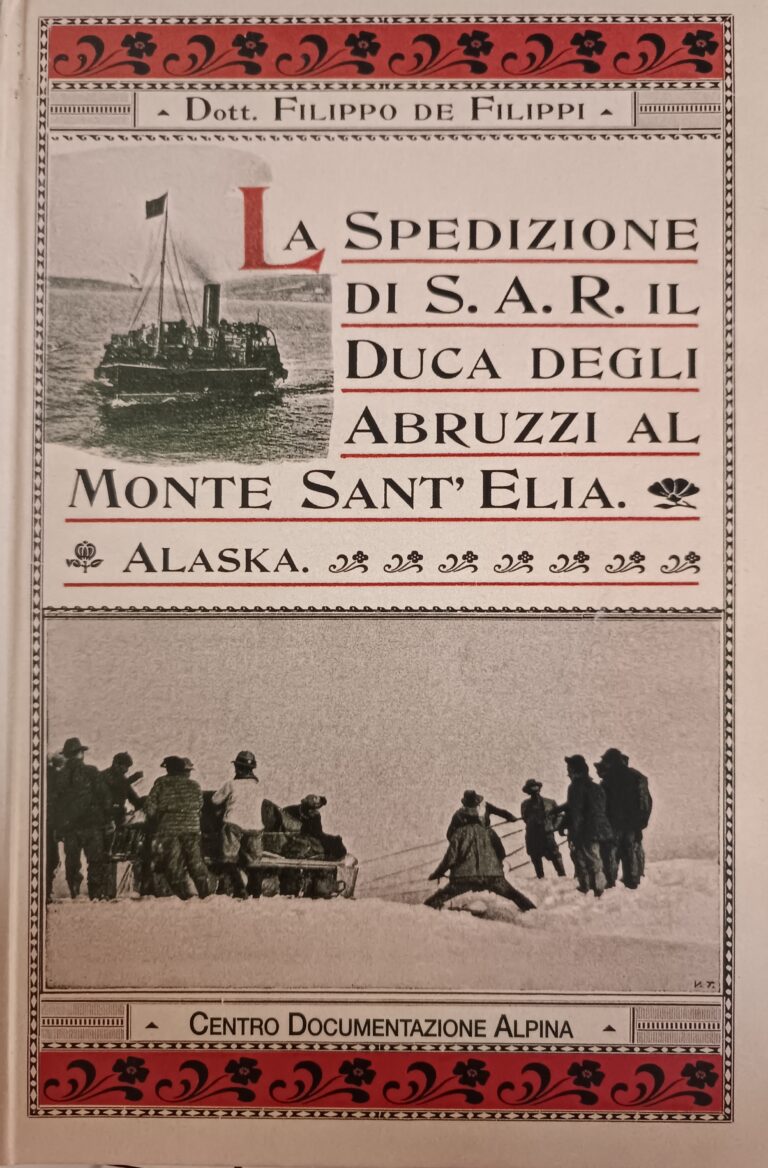 Dott. Filippo de Filippi
La Spedizione
di S. A. R. il
Duca degli
Abruzzi al
Monte Sant' Elia.
Alaska.
V. T.
Centro Documentazione Alpina